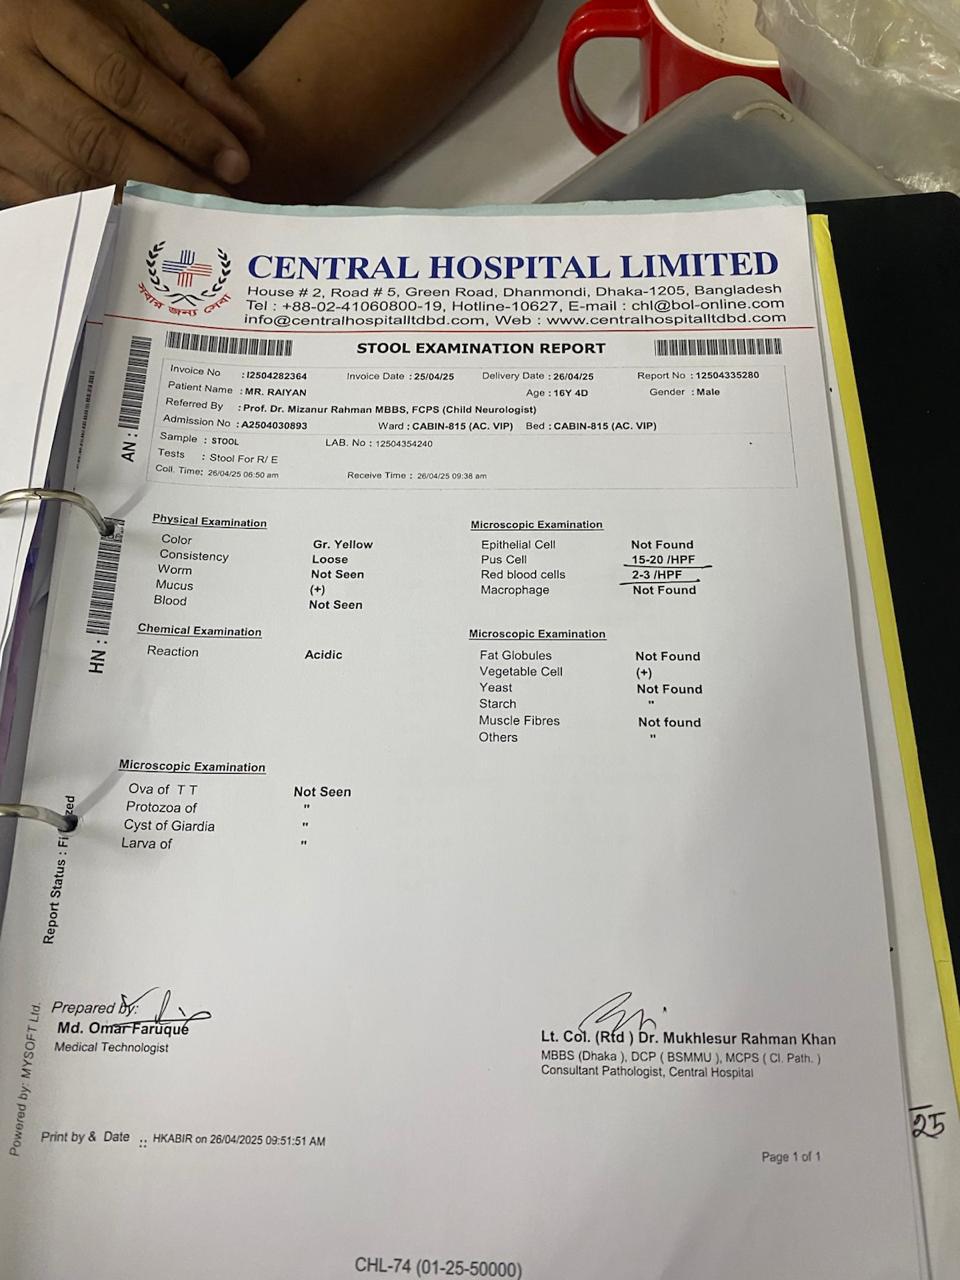 সবার জন্য সেবা
CENTRAL HOSPITAL LIMITED
House # 2, Road # 5, Green Road, Dhanmondi, Dhaka-1205, Bangladesh
Tel : +88-02-41060800-19, Hotline-10627, E-mail : chl@bol-online.com
info@centralhospitalltdbd.com, Web : www.centralhospitalltdbd.com
STOOL EXAMINATION REPORT
Invoice No : I2504282364 Invoice Date : 25/04/25 Delivery Date : 26/04/25 Report No : 12504335280
Patient Name : MR. RAIYAN Age : 16Y 4D Gender : Male
Referred By : Prof. Dr. Mizanur Rahman MBBS, FCPS (Child Neurologist)
Admission No : A2504030893 Ward : CABIN-815 (AC. VIP) Bed : CABIN-815 (AC. VIP)
Sample : STOOL LAB. No : 12504354240
Tests : Stool For R/ E
Coll. Time: 26/04/25 06:50 am Receive Time : 26/04/25 09:38 am
AN :
HN :
Physical Examination
Color Gr. Yellow
Consistency Loose
Worm Not Seen
Mucus (+)
Blood Not Seen
Microscopic Examination
Epithelial Cell Not Found
Pus Cell 15-20 /HPF
Red blood cells 2-3 /HPF
Macrophage Not Found
Chemical Examination
Reaction Acidic
Microscopic Examination
Fat Globules Not Found
Vegetable Cell (+)
Yeast Not Found
Starch "
Muscle Fibres Not found
Others "
Microscopic Examination
Ova of T T Not Seen
Protozoa of "
Cyst of Giardia "
Larva of "
Report Status :
Prepared by:
Md. Omar Faruque
Medical Technologist
Lt. Col. (Rtd ) Dr. Mukhlesur Rahman Khan
MBBS (Dhaka ), DCP ( BSMMU ), MCPS ( Cl. Path. )
Consultant Pathologist, Central Hospital
Powered by: MYSOFT Ltd.
25
Print by & Date :: HKABIR on 26/04/2025 09:51:51 AM
Page 1 of 1
CHL-74 (01-25-50000)